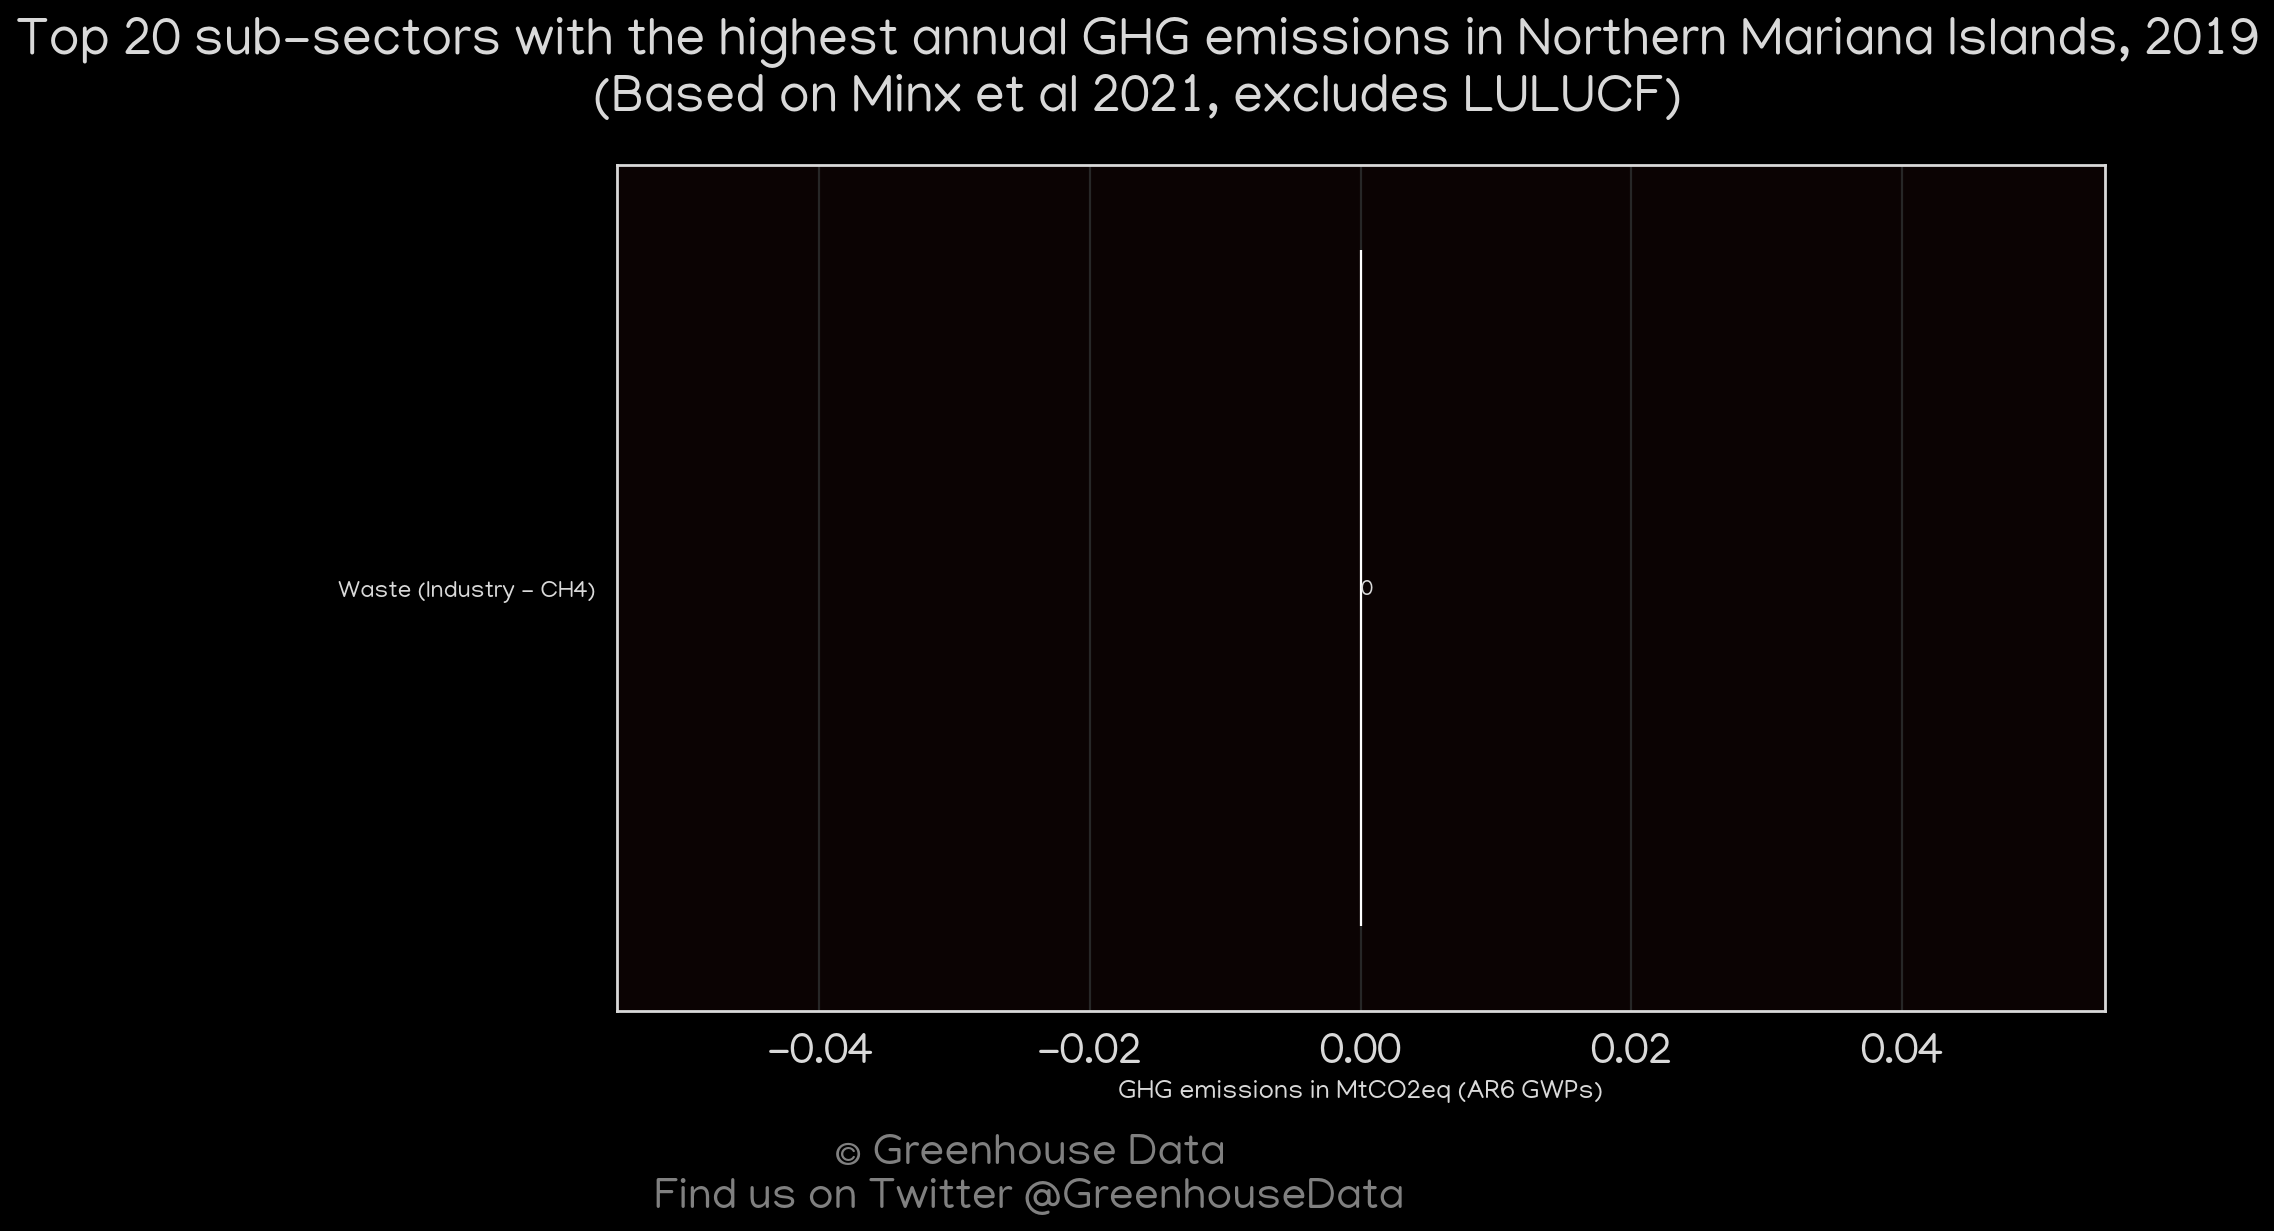 Top 20 sub-sectors with the highest annual GHG emissions in Northern Mariana Islands, 2019
(Based on Minx et al 2021, excludes LULUCF)
Waste (Industry - CH4)
0
-0.04 -0.02 0.00 0.02 0.04
GHG emissions in MtCO2eq (AR6 GWPs)
© Greenhouse Data
Find us on Twitter @GreenhouseData